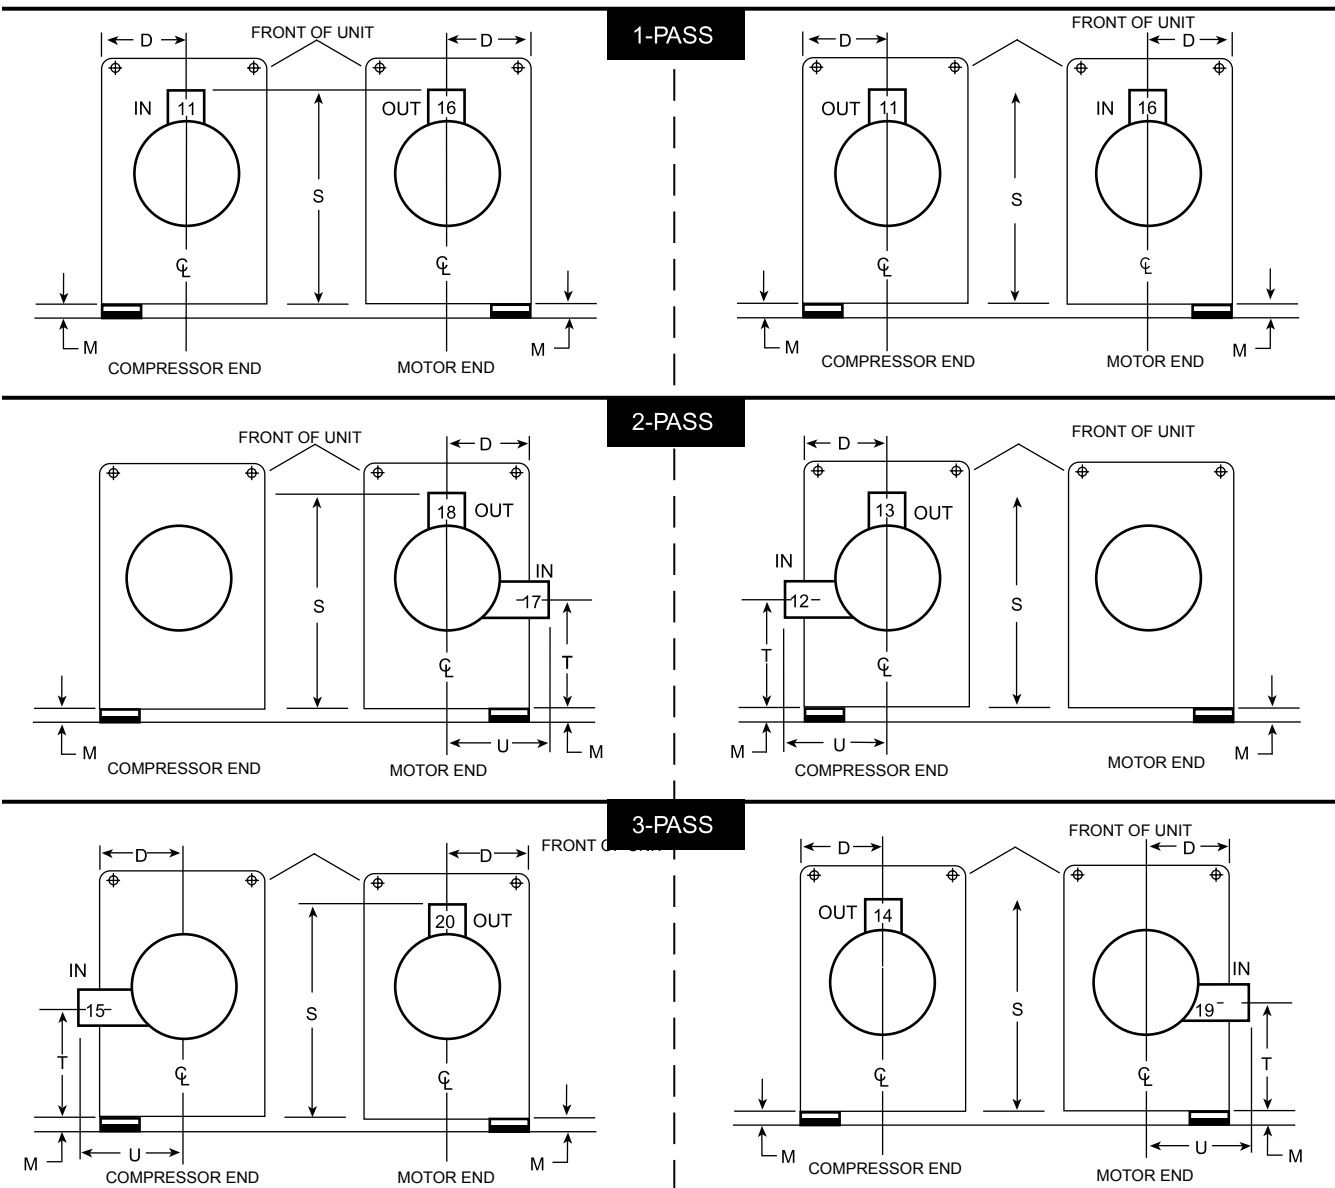 1-PASS
D FRONT OF UNIT D
IN 11 OUT 16
S
℄ ℄
M M
COMPRESSOR END MOTOR END
FRONT OF UNIT
D D
OUT 11 IN 16
S
℄ ℄
M M
COMPRESSOR END MOTOR END
2-PASS
FRONT OF UNIT D
18 OUT
IN
17
S
℄ T
M U M
COMPRESSOR END MOTOR END
D FRONT OF UNIT
13 OUT
IN
12
S
T ℄
M U M
COMPRESSOR END MOTOR END
3-PASS
D D FRONT OF UNIT
20 OUT
IN
15
S
T ℄ ℄
M U M
COMPRESSOR END MOTOR END
FRONT OF UNIT
D D
OUT 14
IN
19
S
℄ ℄ T
M U M
COMPRESSOR END MOTOR END